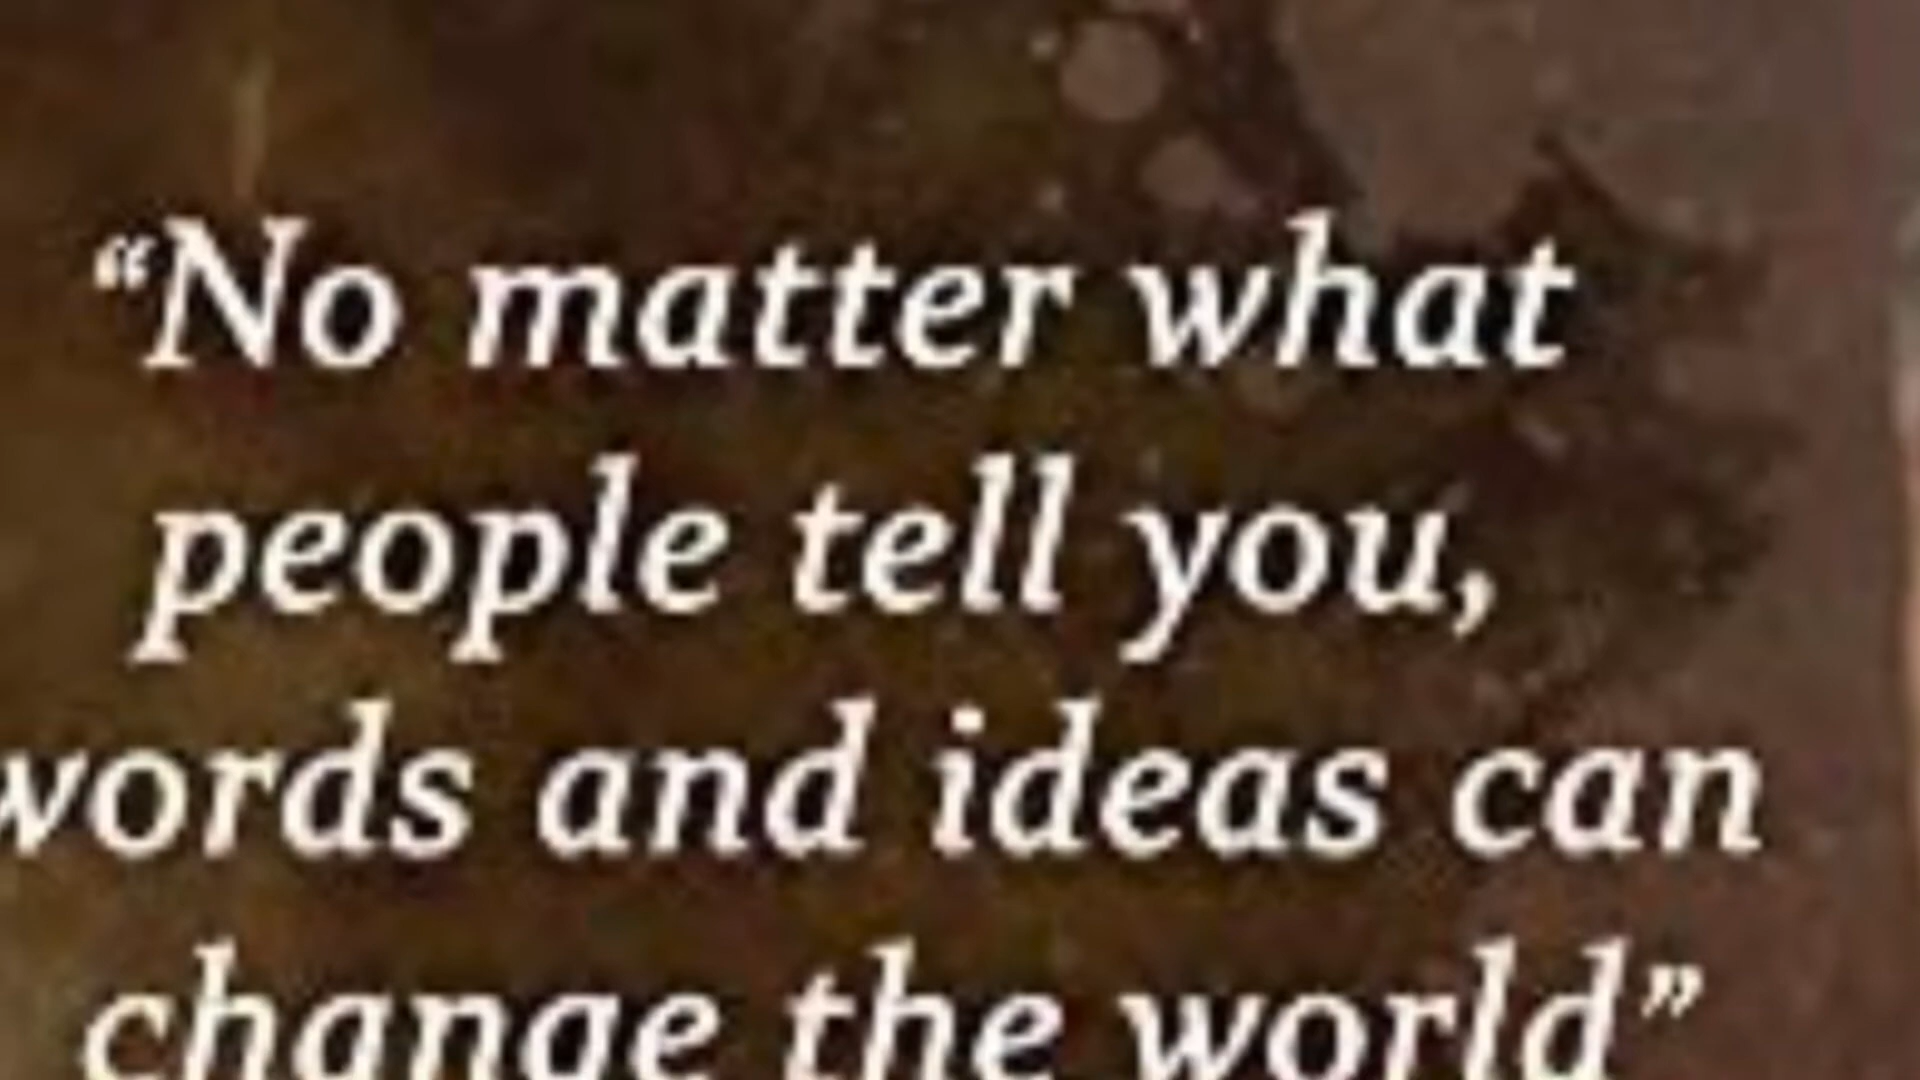 “No matter what
people tell you,
words and ideas can
change the world”